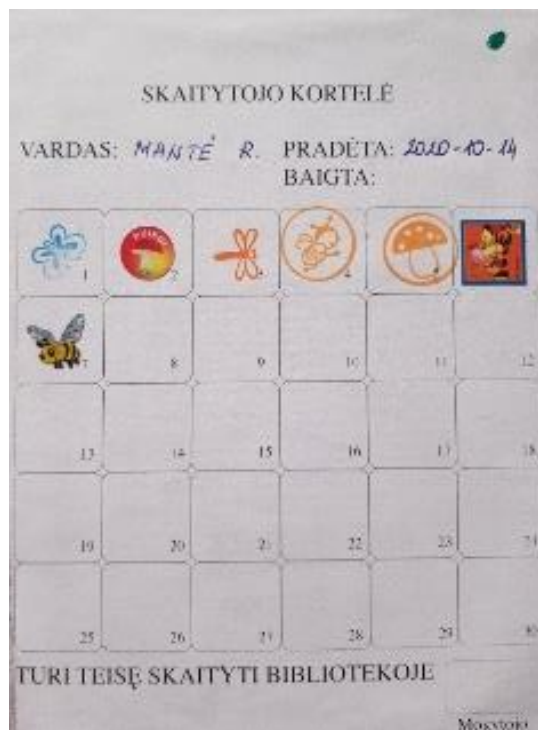 SKAITYTOJO KORTELĖ
VARDAS: MANTĖ R. PRADĖTA: 2020-10-14
BAIGTA:
1 2 4
7 8 9 10 11 12
13 14 15 16 17 18
19 20 21 22 23 24
25 26 27 28 29 30
TURI TEISĘ SKAITYTI BIBLIOTEKOJE
Mokytojo